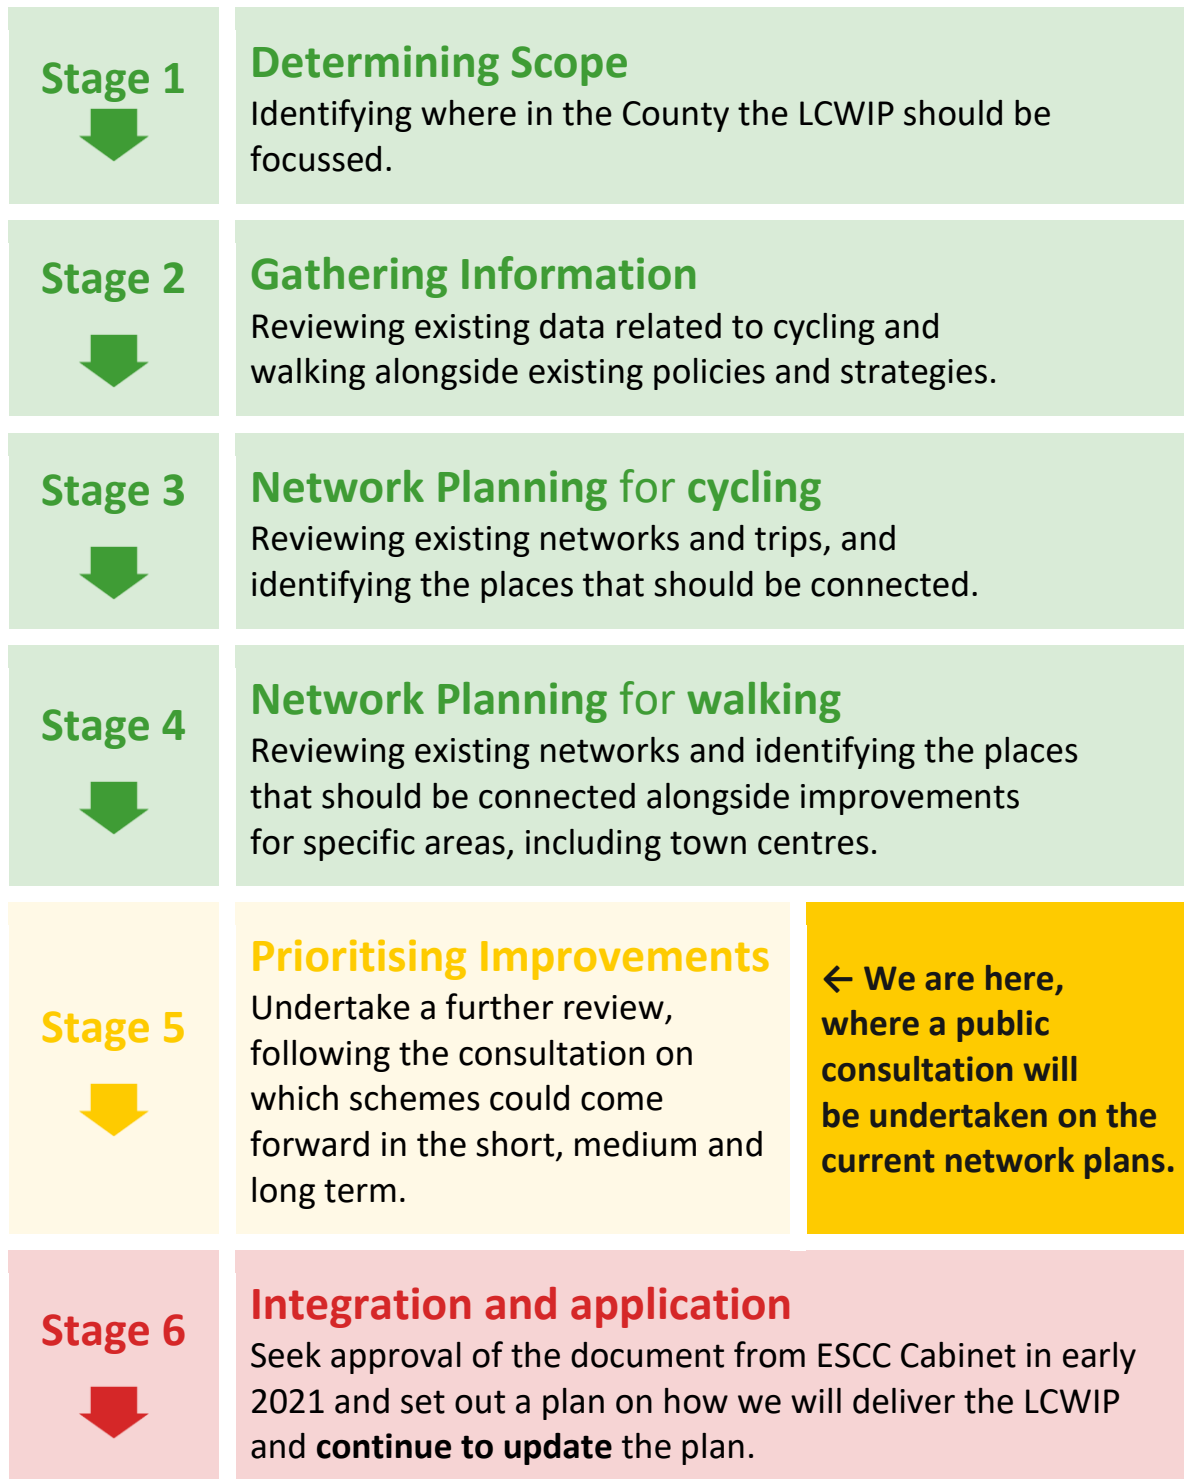 Stage 1
Determining Scope
Identifying where in the County the LCWIP should be
focussed.
Stage 2
Gathering Information
Reviewing existing data related to cycling and
walking alongside existing policies and strategies.
Stage 3
Network Planning for cycling
Reviewing existing networks and trips, and
identifying the places that should be connected.
Stage 4
Network Planning for walking
Reviewing existing networks and identifying the places
that should be connected alongside improvements
for specific areas, including town centres.
Stage 5
Prioritising Improvements
Undertake a further review,
following the consultation on
which schemes could come
forward in the short, medium and
long term.
← We are here,
where a public
consultation will
be undertaken on the
current network plans.
Stage 6
Integration and application
Seek approval of the document from ESCC Cabinet in early
2021 and set out a plan on how we will deliver the LCWIP
and continue to update the plan.